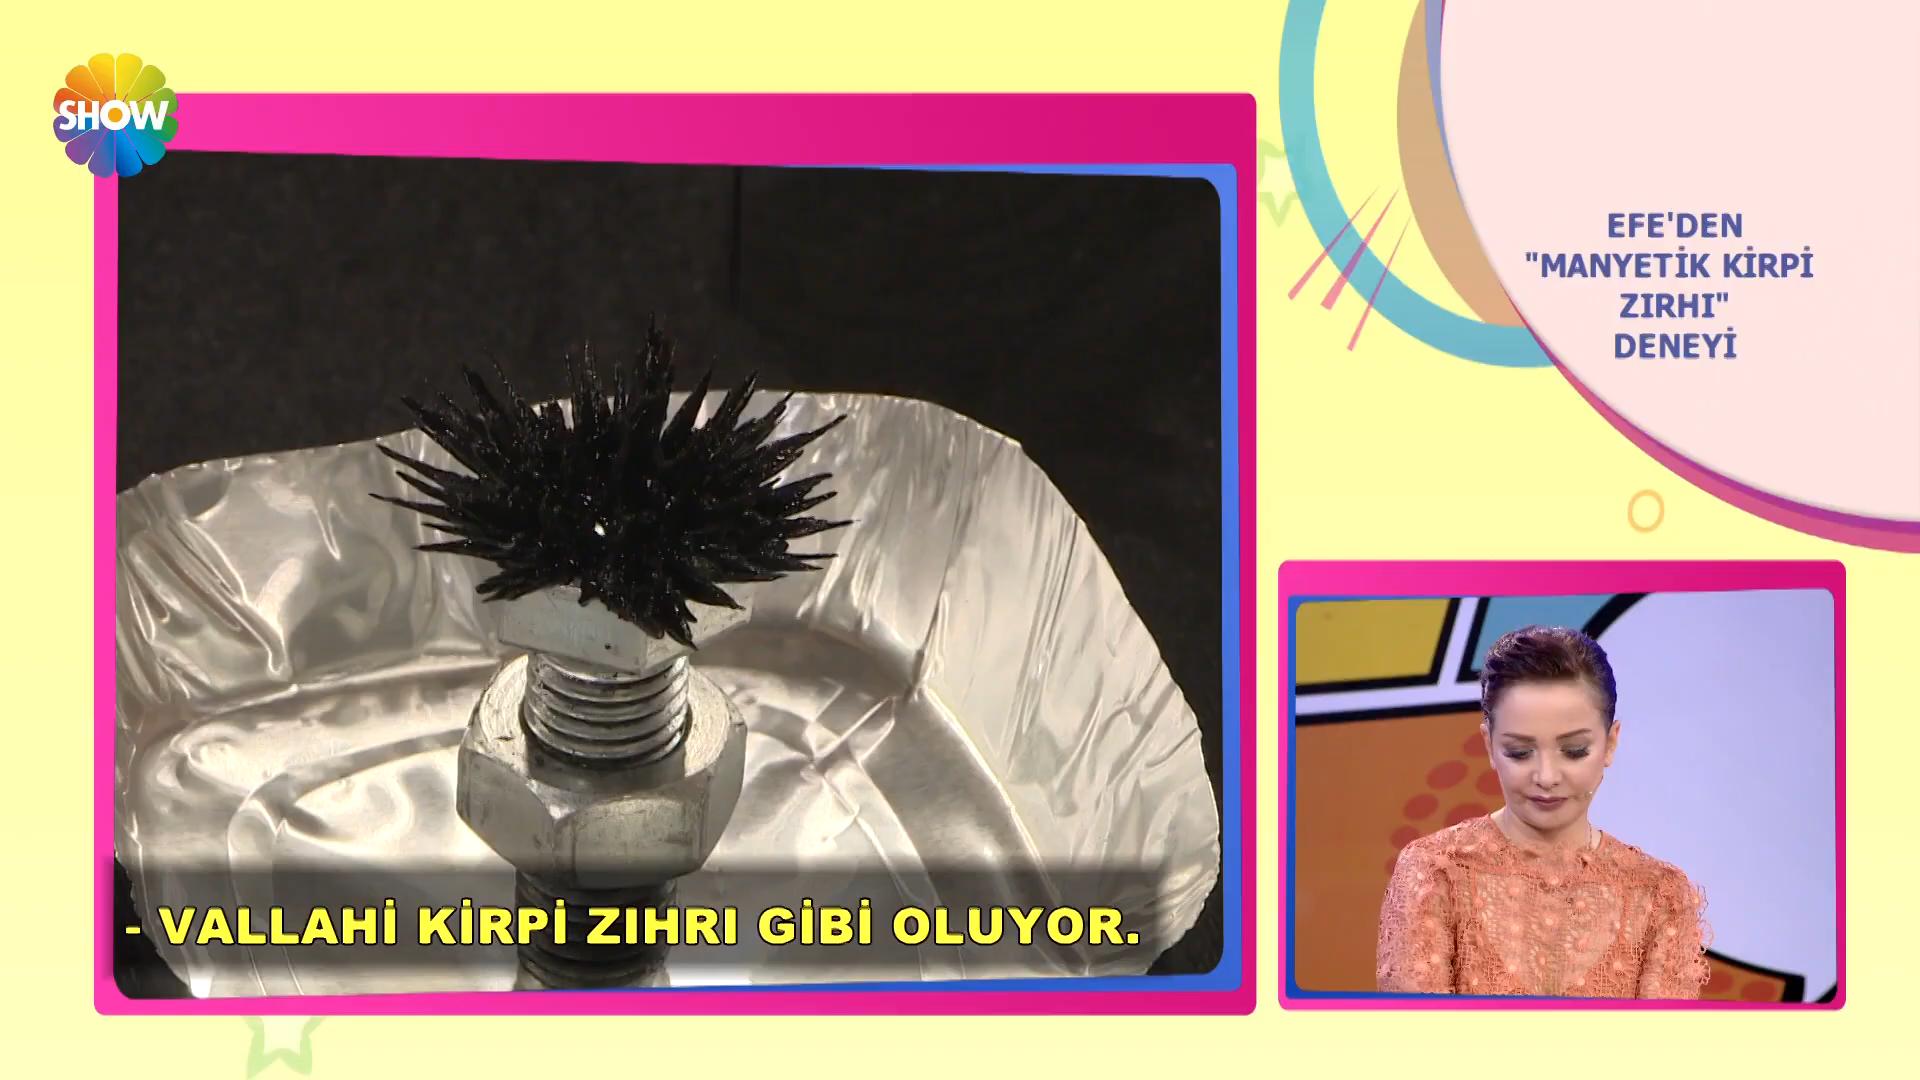 SHOW
EFE'DEN
"MANYETİK KİRPİ
ZIRHI"
DENEYİ
- VALLAHİ KİRPİ ZIHRI GİBİ OLUYOR.